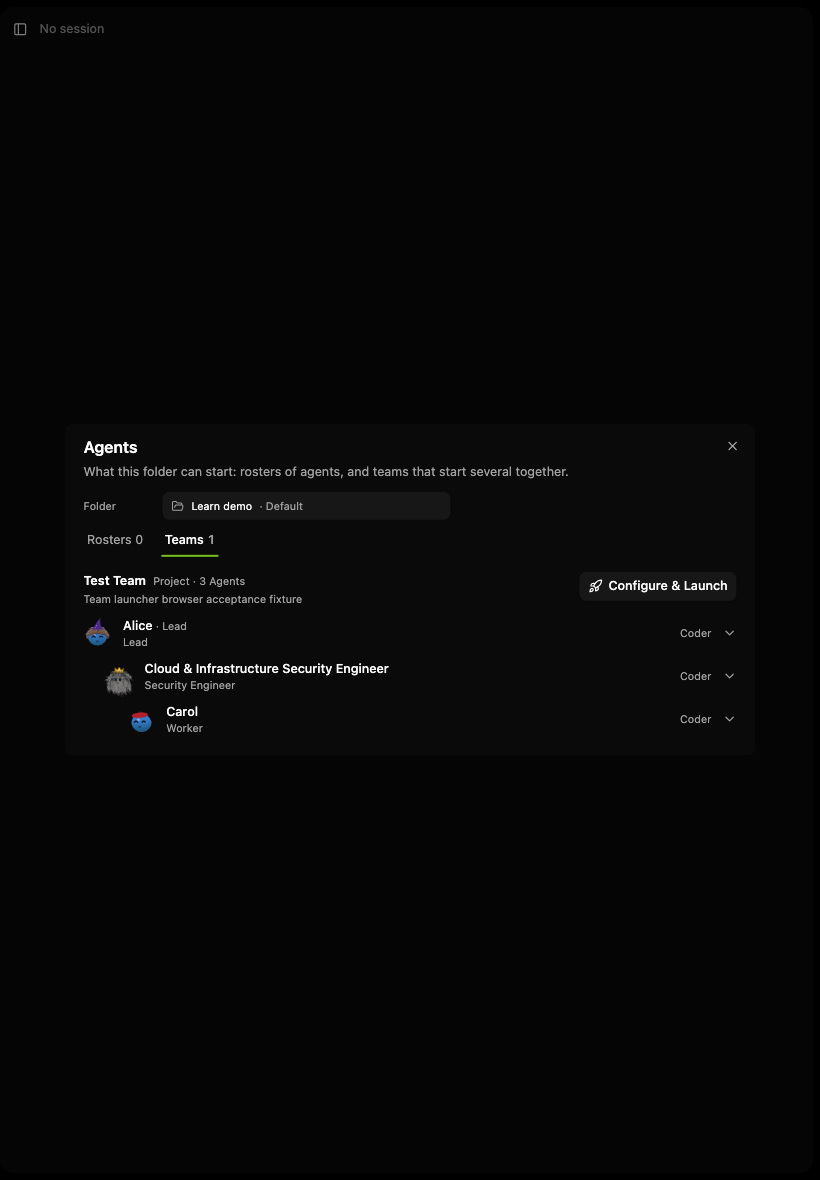 No session
Agents
What this folder can start: rosters of agents, and teams that start several together.
Folder
Learn demo · Default
Rosters 0
Teams 1
Test Team Project · 3 Agents
Configure & Launch
Team launcher browser acceptance fixture
Alice · Lead
Lead
Coder
Cloud & Infrastructure Security Engineer
Security Engineer
Coder
Carol
Worker
Coder